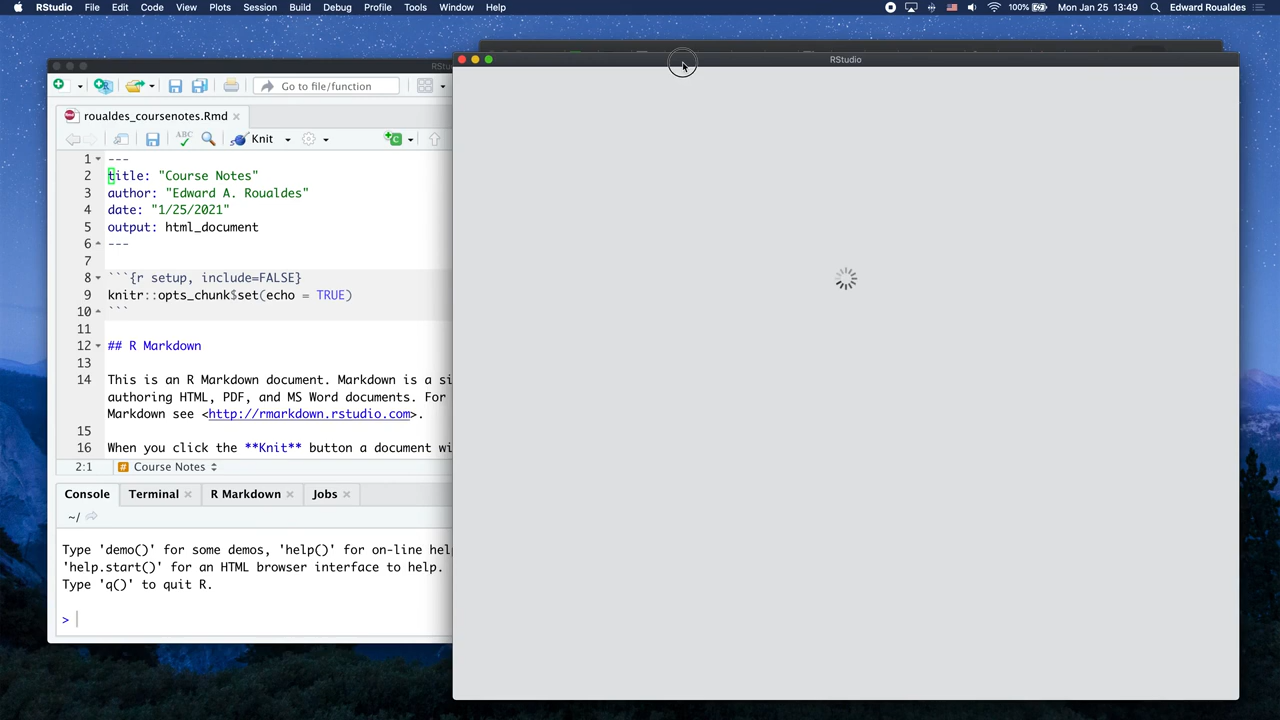 RStudio File Edit Code View Plots Session Build Debug Profile Tools Window Help 100% Mon Jan 25 13:49 Edward Roualdes
RStudio
RStu
Go to file/function
roualdes_coursenotes.Rmd
ABC Knit
1 ---
2 title: "Course Notes"
3 author: "Edward A. Roualdes"
4 date: "1/25/2021"
5 output: html_document
6 ---
7
8 ```{r setup, include=FALSE}
9 knitr::opts_chunk$set(echo = TRUE)
10 ```
11
12 ## R Markdown
13
14 This is an R Markdown document. Markdown is a si
authoring HTML, PDF, and MS Word documents. For
Markdown see <http://rmarkdown.rstudio.com>.
15
16 When you click the **Knit** button a document wi
2:1 # Course Notes
Console Terminal R Markdown Jobs
~/
Type 'demo()' for some demos, 'help()' for on-line hel
'help.start()' for an HTML browser interface to help.
Type 'q()' to quit R.
>